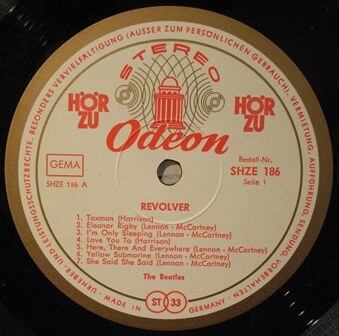 URHEBER- UND LEISTUNGSSCHUTZRECHTE, BESONDERS VERVIELFÄLTIGUNG (AUSSER ZUM PERSÖNLICHEN GEBRAUCH), VERMIETUNG, AUFFÜHRUNG, SENDUNG, VORBEHALTEN
STEREO
HÖR ZU
HÖR ZU
Odeon
GEMA
SHZE 186 A
Bestell-Nr.
SHZE 186
Seite 1
REVOLVER
1. Taxman (Harrison)
2. Eleanor Rigby (Lennon - McCartney)
3. I'm Only Sleeping (Lennon - McCartney)
4. Love You To (Harrison)
5. Here, There And Everywhere (Lennon - McCartney)
6. Yellow Submarine (Lennon - McCartney)
7. She Said She Said (Lennon - McCartney)
The Beatles
MADE IN GERMANY
ST 33